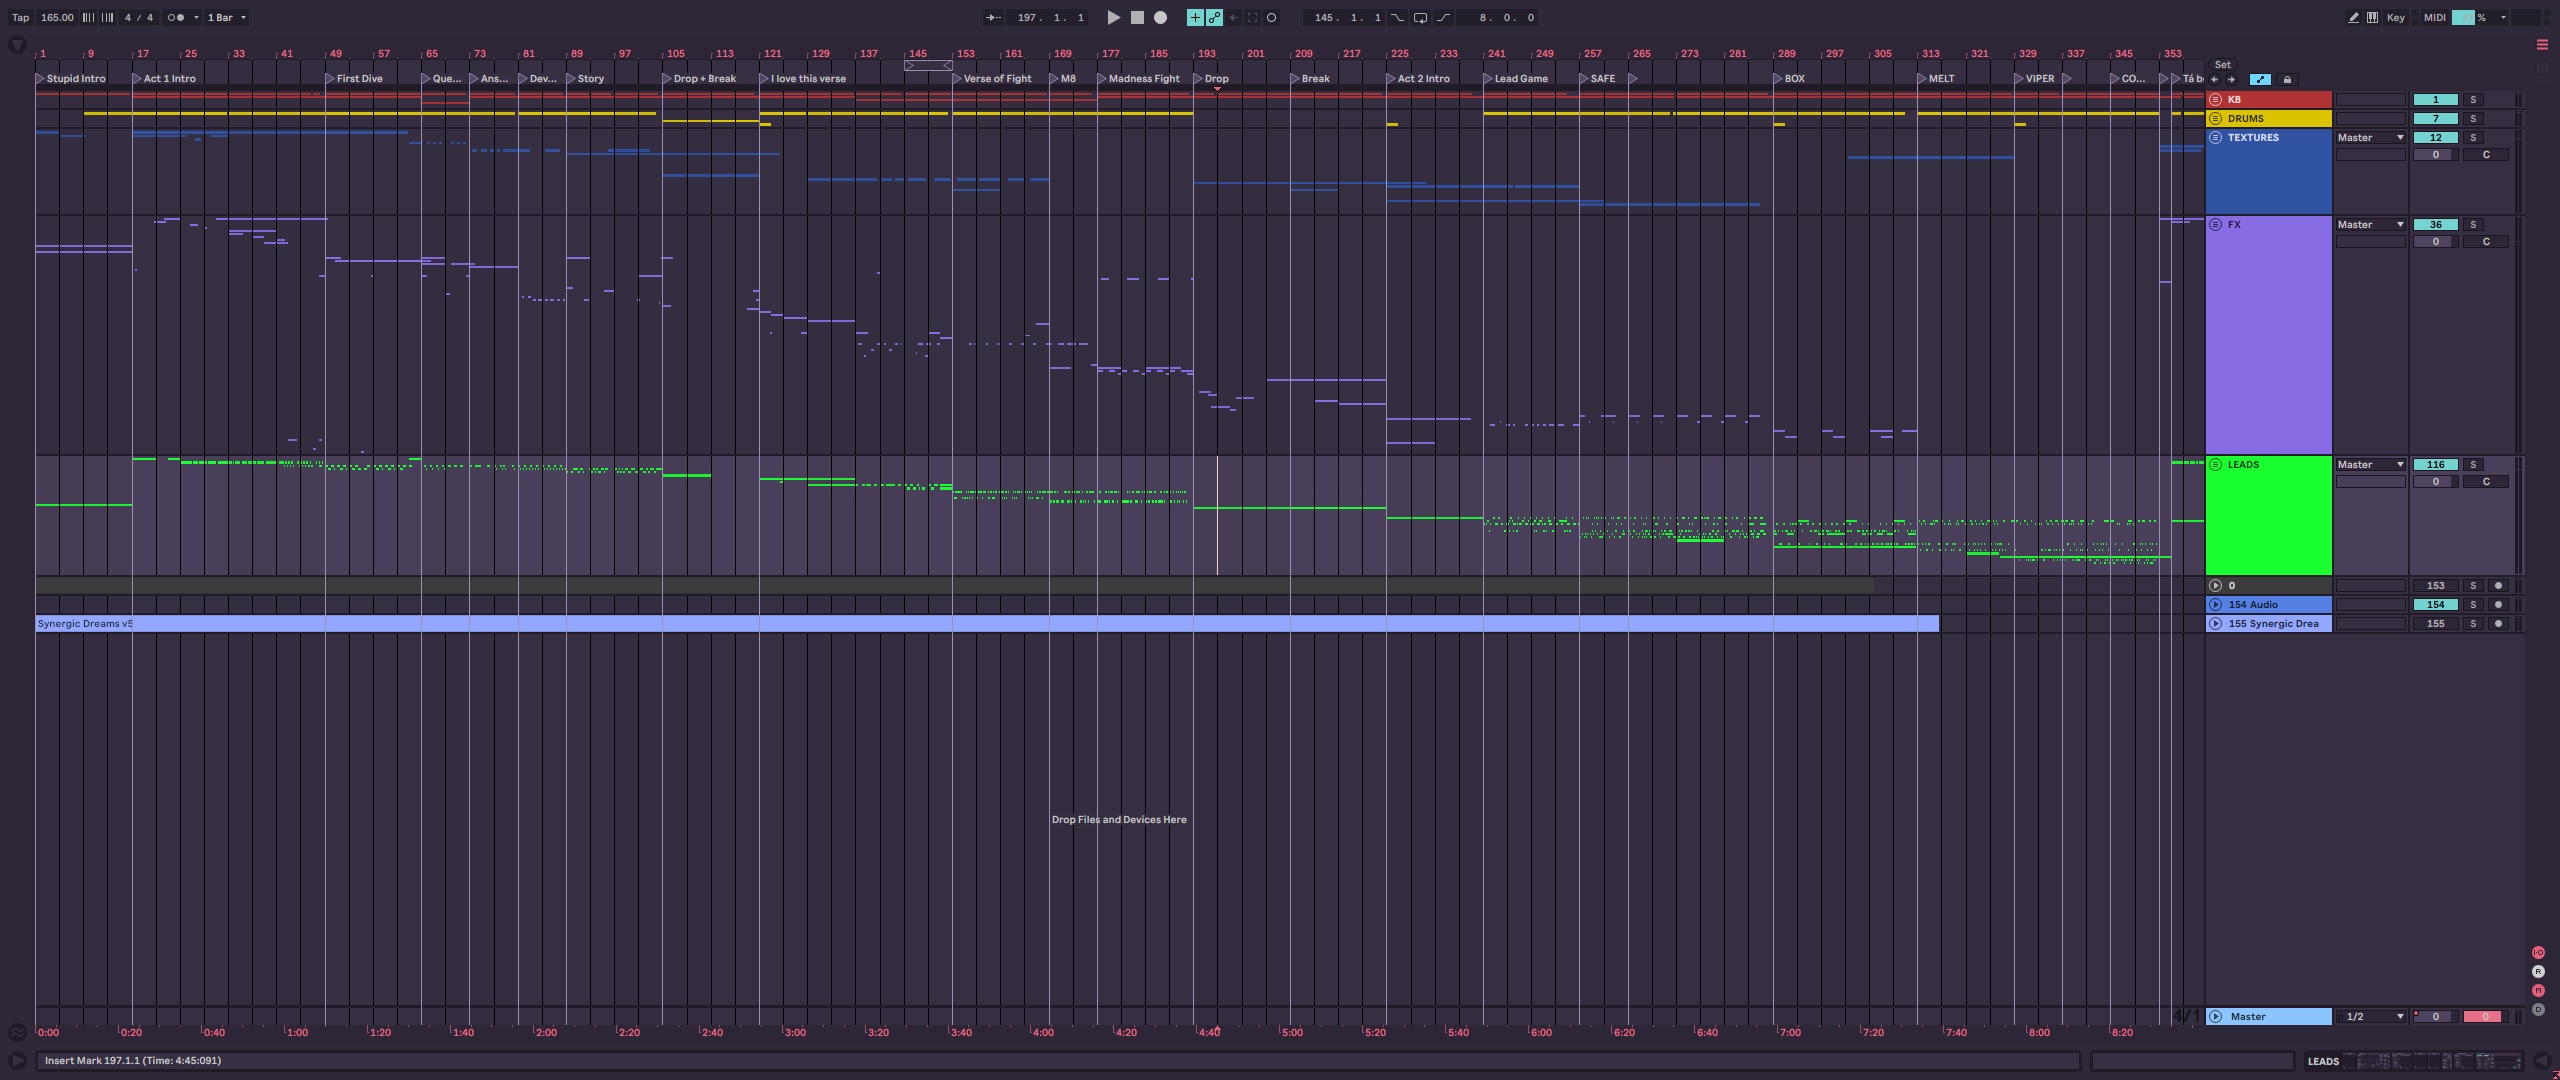 Tap 165.00 4 / 4 1 Bar 197. 1. 1 145. 1. 1 8. 0. 0 Key MIDI %
1 9 17 25 33 41 49 57 65 73 81 89 97 105 113 121 129 137 145 153 161 169 177 185 193 201 209 217 225 233 241 249 257 265 273 281 289 297 305 313 321 329 337 345 353
Set
Stupid Intro Act 1 Intro First Dive Que... Ans... Dev... Story Drop + Break I love this verse Verse of Fight M8 Madness Fight Drop Break Act 2 Intro Lead Game SAFE BOX MELT VIPER CO... Tá b
KB 1 S
DRUMS 7 S
TEXTURES Master 12 S
0 C
FX Master 36 S
0 C
LEADS Master 116 S
0 C
0 153 S
154 Audio 154 S
Synergic Dreams v5 155 Synergic Drea 155 S
Drop Files and Devices Here
R
M
D
4/1 Master 1/2 0 0
0:00 0:20 0:40 1:00 1:20 1:40 2:00 2:20 2:40 3:00 3:20 3:40 4:00 4:20 4:40 5:00 5:20 5:40 6:00 6:20 6:40 7:00 7:20 7:40 8:00 8:20
Insert Mark 197.1.1 (Time: 4:45:091) LEADS